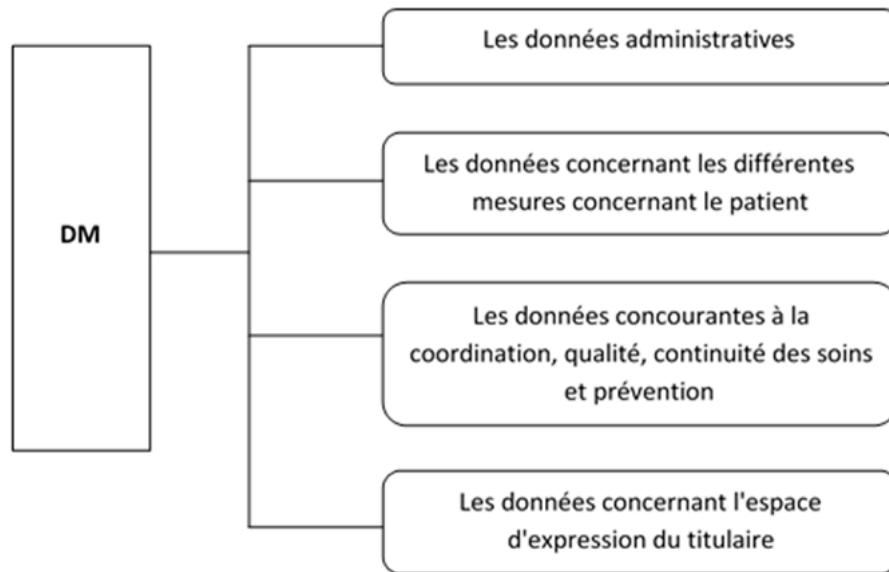 DM
Les données administratives
Les données concernant les différentes
mesures concernant le patient
Les données concourantes à la
coordination, qualité, continuité des soins
et prévention
Les données concernant l'espace
d'expression du titulaire